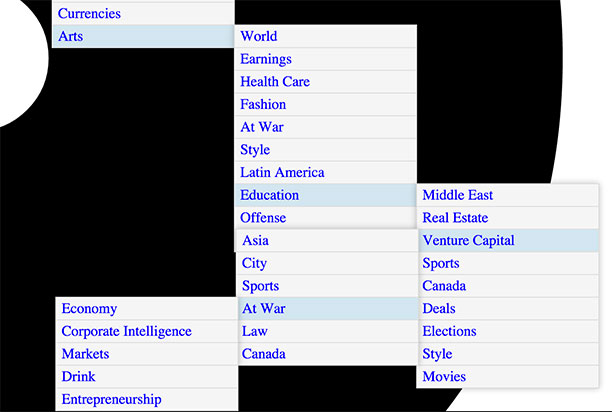 Currencies
Arts
World
Earnings
Health Care
Fashion
At War
Style
Latin America
Education
Offense
Middle East
Real Estate
Venture Capital
Sports
Canada
Deals
Elections
Style
Movies
Asia
City
Sports
At War
Law
Canada
Economy
Corporate Intelligence
Markets
Drink
Entrepreneurship